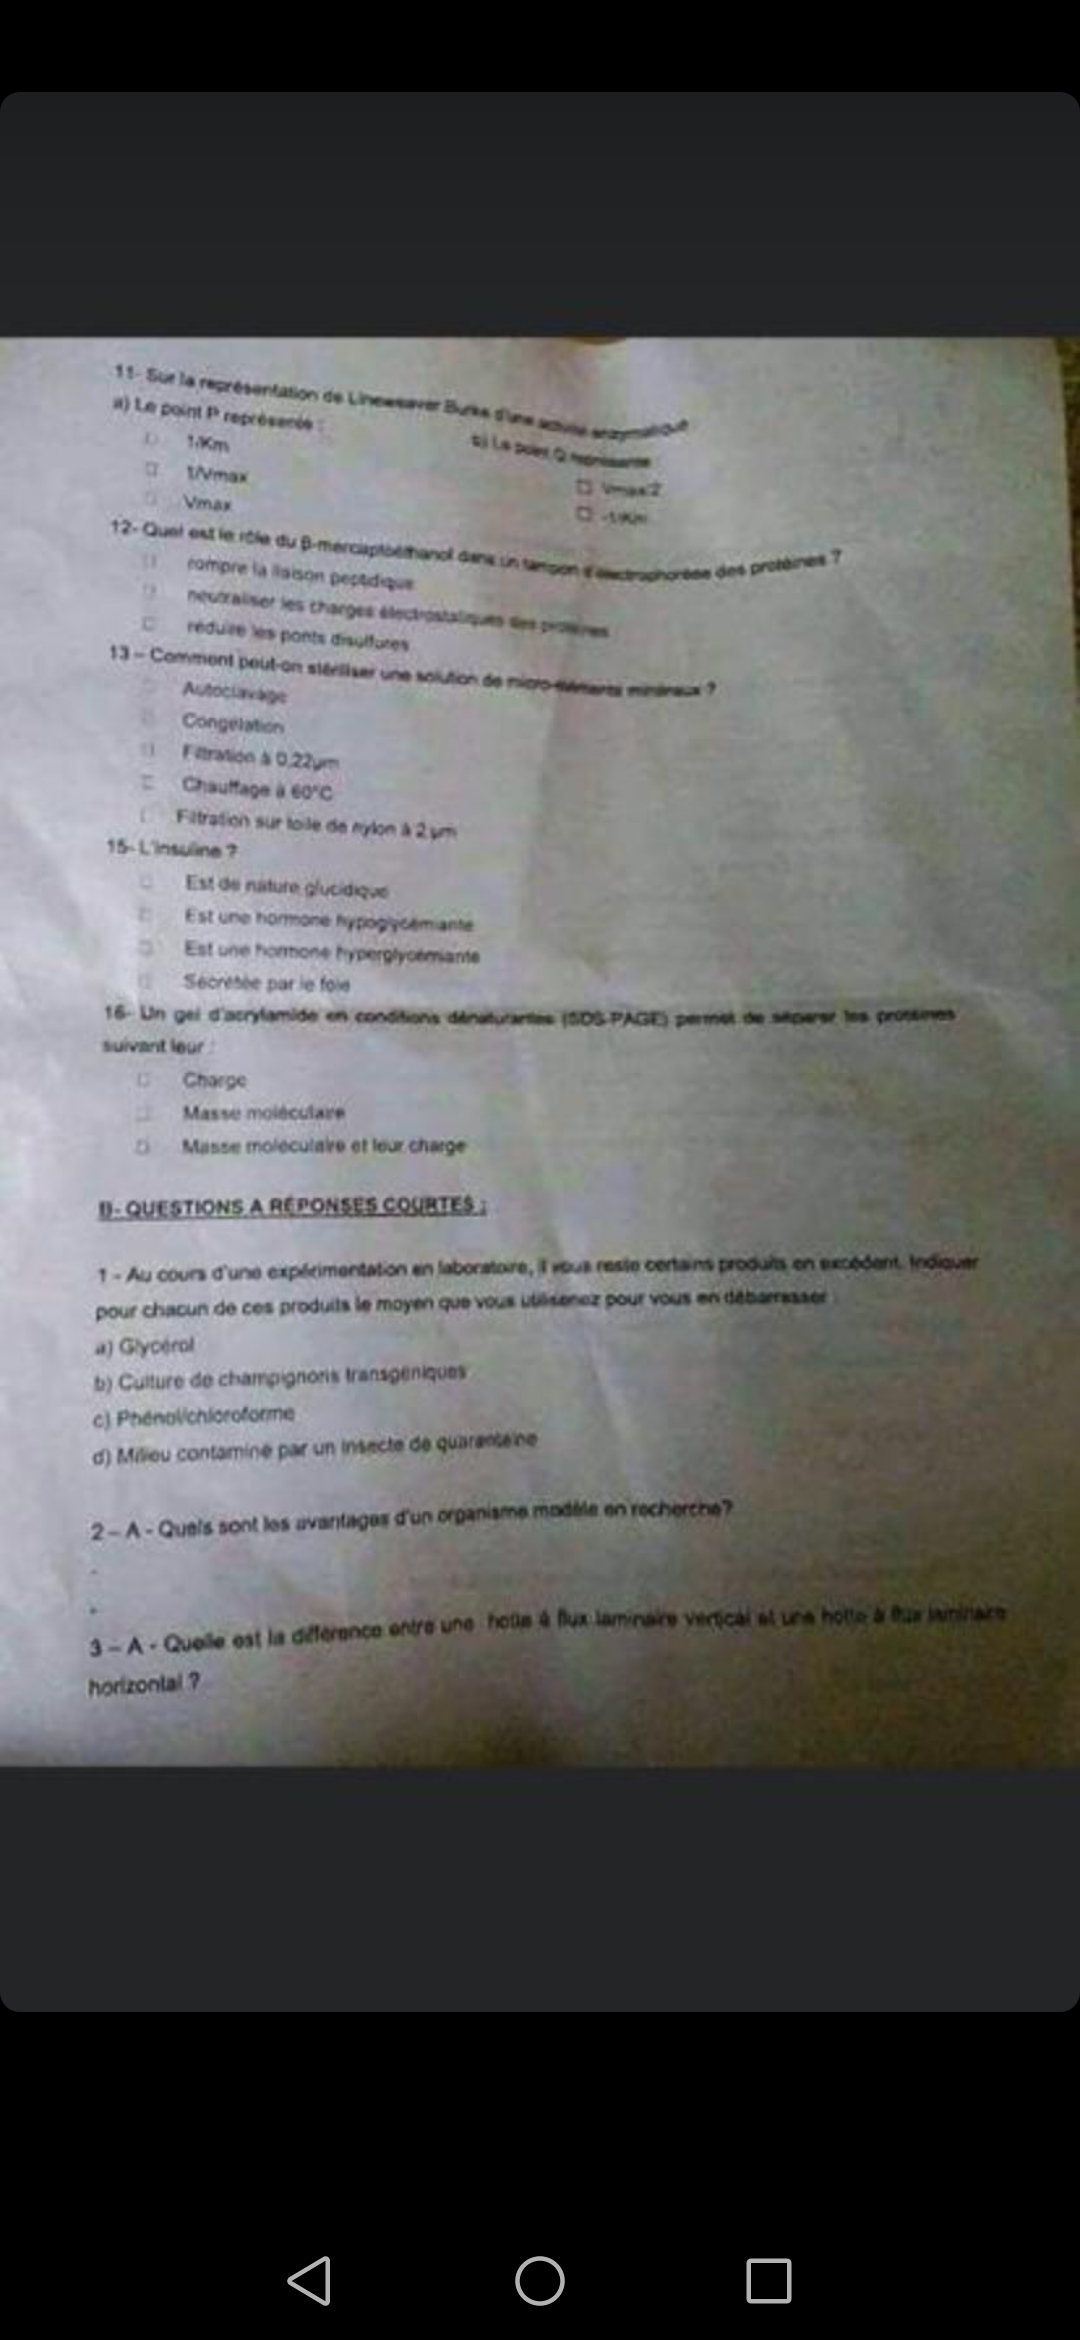 11- Sur la représentation de Lineweaver Burke d'une activité enzymatique
a) Le point P représente :
b) Le point Q représente
1/Km
1/Vmax
Vmax
Vmax/2
-1/Km
12- Quel est le rôle du β-mercaptoéthanol dans un tampon d'électrophorèse des protéines ?
rompre la liaison peptidique
neutraliser les charges électrostatiques des protéines
réduire les ponts disulfures
13 – Comment peut-on stériliser une solution de micro-éléments minéraux ?
Autoclavage
Congélation
Filtration à 0,22µm
Chauffage à 60°C
Filtration sur toile de nylon à 2 µm
15- L'insuline ?
Est de nature glucidique
Est une hormone hypoglycémiante
Est une hormone hyperglycémiante
Sécrétée par le foie
16- Un gel d'acrylamide en conditions dénaturantes (SDS-PAGE) permet de séparer les protéines
suivant leur :
Charge
Masse moléculaire
Masse moléculaire et leur charge
B- QUESTIONS A RÉPONSES COURTES :
1 - Au cours d'une expérimentation en laboratoire, il vous reste certains produits en excédent. Indiquer
pour chacun de ces produits le moyen que vous utiliserez pour vous en débarrasser :
a) Glycérol
b) Culture de champignons transgéniques
c) Phénol/chloroforme
d) Milieu contaminé par un insecte de quarantaine
2 – A - Quels sont les avantages d'un organisme modèle en recherche?
-
-
3 – A - Quelle est la différence entre une hotte à flux laminaire vertical et une hotte à flux laminaire
horizontal ?